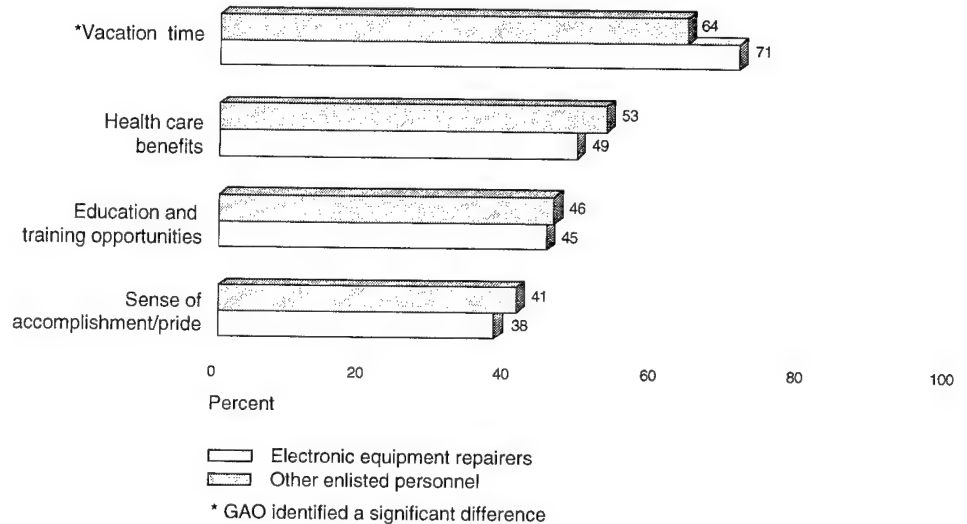 *Vacation time
64
71
Health care
benefits
53
49
Education and
training opportunities
46
45
Sense of
accomplishment/pride
41
38
0 20 40 60 80 100
Percent
Electronic equipment repairers
Other enlisted personnel
* GAO identified a significant difference